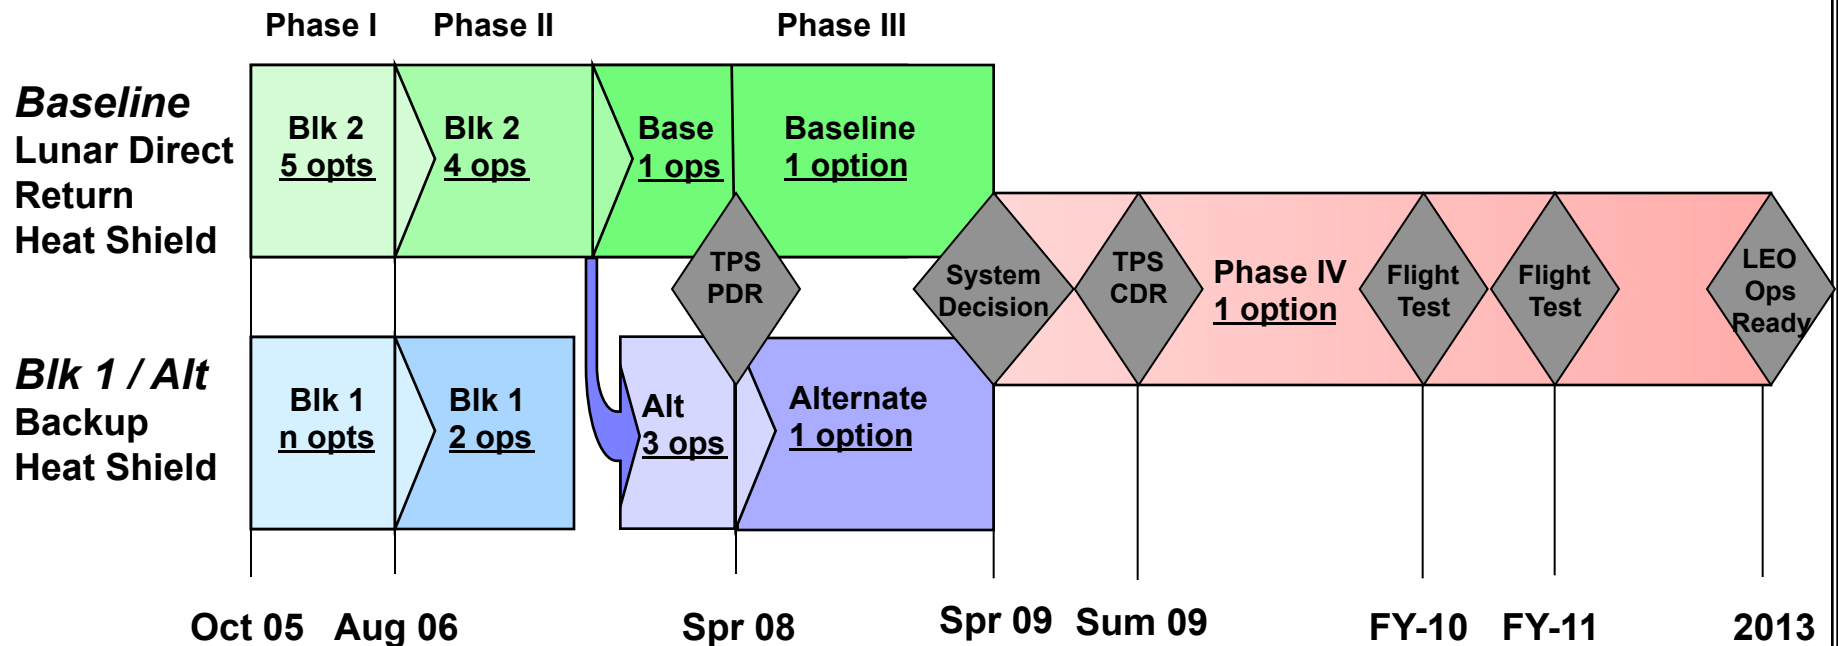 Phase I
Phase II
Phase III
Baseline
Lunar Direct
Return
Heat Shield
Blk 2
5 opts
Blk 2
4 ops
Base
1 ops
Baseline
1 option
TPS
PDR
System
Decision
TPS
CDR
Phase IV
1 option
Flight
Test
Flight
Test
LEO
Ops
Ready
Blk 1 / Alt
Backup
Heat Shield
Blk 1
n opts
Blk 1
2 ops
Alt
3 ops
Alternate
1 option
Oct 05
Aug 06
Spr 08
Spr 09
Sum 09
FY-10
FY-11
2013